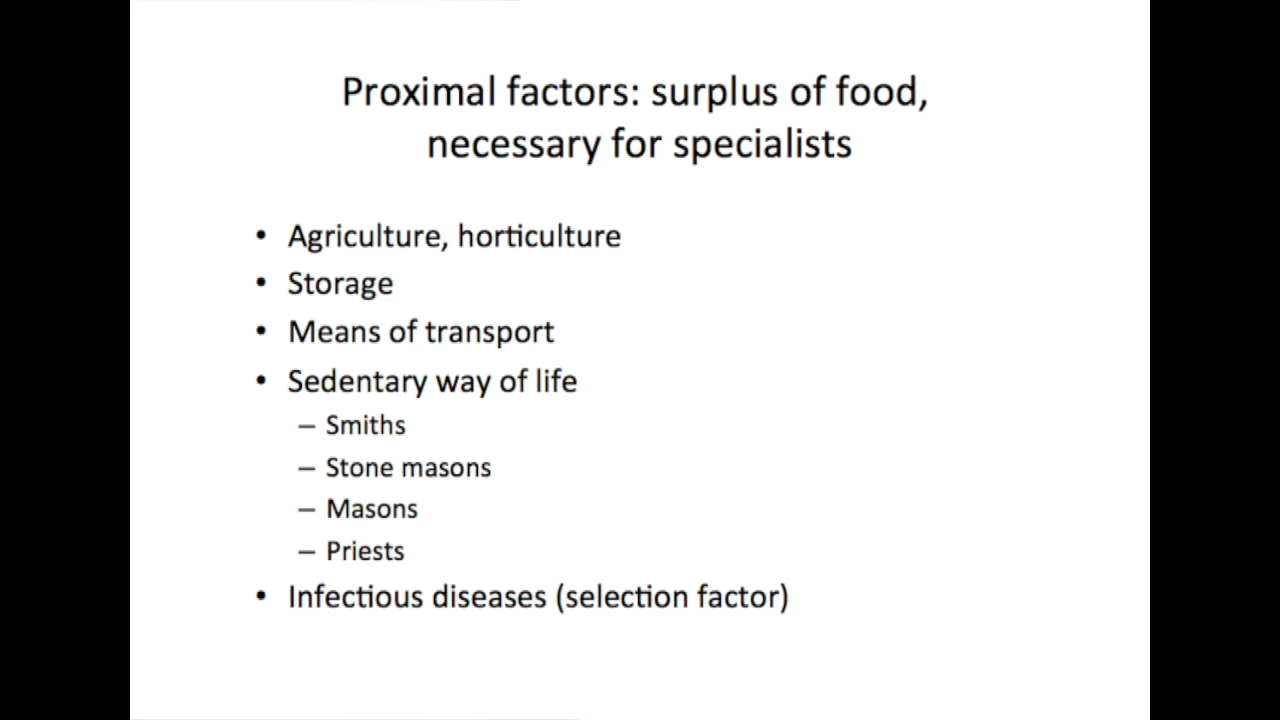 Proximal factors: surplus of food,
necessary for specialists
• Agriculture, horticulture
• Storage
• Means of transport
• Sedentary way of life
– Smiths
– Stone masons
– Masons
– Priests
• Infectious diseases (selection factor)